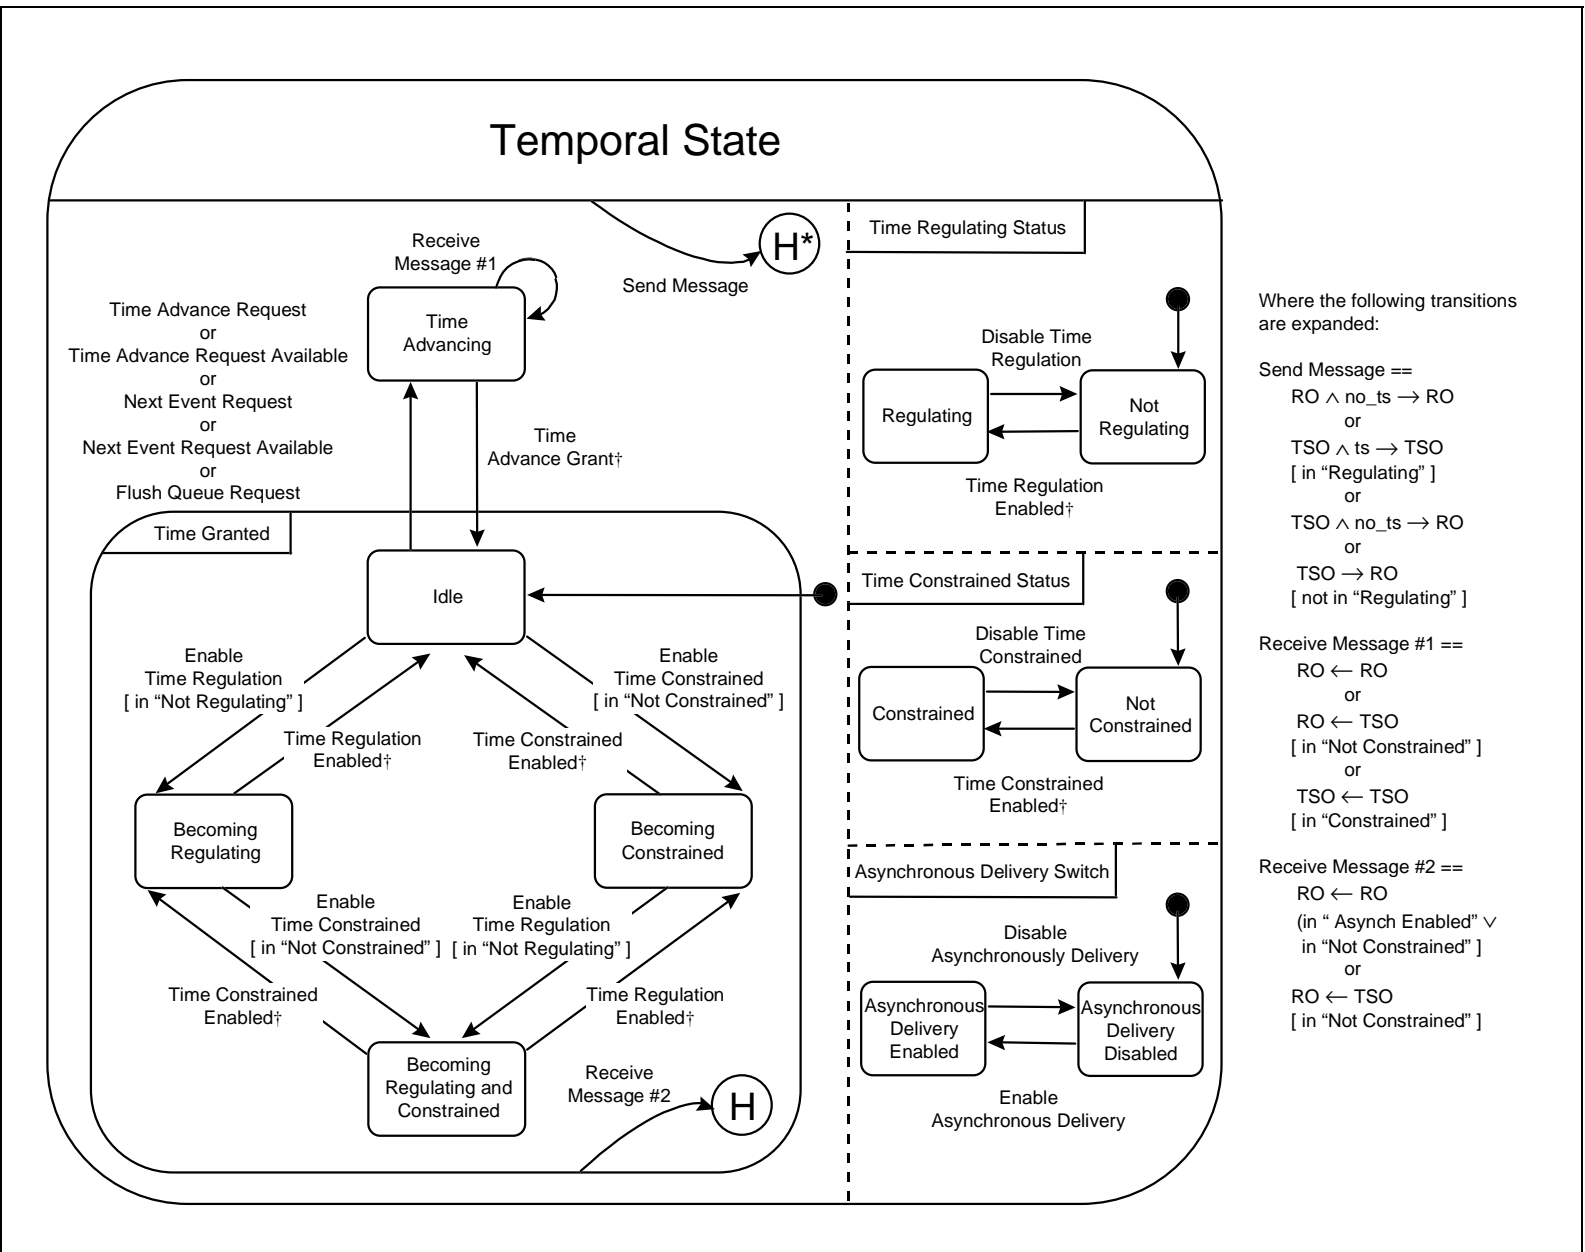 Temporal State
Receive
Message #1
H*
Send Message
Time Advance Request
or
Time Advance Request Available
or
Next Event Request
or
Next Event Request Available
or
Flush Queue Request
Time
Advancing
Time
Advance Grant†
Time Granted
Idle
Enable
Time Regulation
[ in “Not Regulating” ]
Enable
Time Constrained
[ in “Not Constrained” ]
Time Regulation
Enabled†
Time Constrained
Enabled†
Becoming
Regulating
Becoming
Constrained
Enable
Time Constrained
[ in “Not Constrained” ]
Enable
Time Regulation
[ in “Not Regulating” ]
Time Constrained
Enabled†
Time Regulation
Enabled†
Becoming
Regulating and
Constrained
Receive
Message #2
H
Time Regulating Status
Disable Time
Regulation
Regulating
Not
Regulating
Time Regulation
Enabled†
Time Constrained Status
Disable Time
Constrained
Constrained
Not
Constrained
Time Constrained
Enabled†
Asynchronous Delivery Switch
Disable
Asynchronously Delivery
Asynchronous
Delivery
Enabled
Asynchronous
Delivery
Disabled
Enable
Asynchronous Delivery
Where the following transitions
are expanded:
Send Message ==
RO ∧ no_ts → RO
or
TSO ∧ ts → TSO
[ in “Regulating” ]
or
TSO ∧ no_ts → RO
or
TSO → RO
[ not in “Regulating” ]
Receive Message #1 ==
RO ← RO
or
RO ← TSO
[ in “Not Constrained” ]
or
TSO ← TSO
[ in “Constrained” ]
Receive Message #2 ==
RO ← RO
(in “ Asynch Enabled” ∨
in “Not Constrained” ]
or
RO ← TSO
[ in “Not Constrained” ]